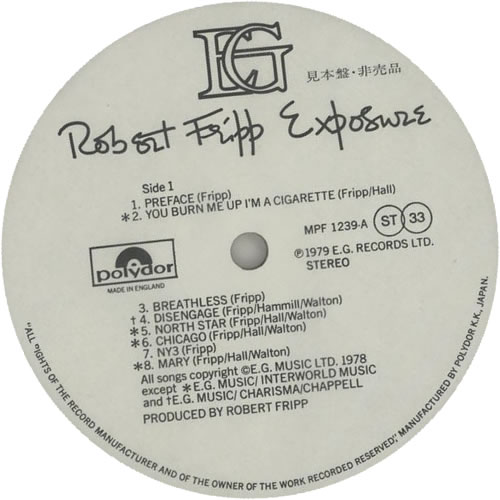 EG
見本盤・非売品
Robert Fripp Exposure
Side 1
1. PREFACE (Fripp)
*2. YOU BURN ME UP I'M A CIGARETTE (Fripp/Hall)
MPF 1239-A ST 33
℗1979 E.G. RECORDS LTD.
STEREO
polydor
MADE IN ENGLAND
3. BREATHLESS (Fripp)
†4. DISENGAGE (Fripp/Hammill/Walton)
*5. NORTH STAR (Fripp/Hall/Walton)
*6. CHICAGO (Fripp/Hall/Walton)
7. NY3 (Fripp)
*8. MARY (Fripp/Hall/Walton)
All songs copyright ©E.G. MUSIC LTD. 1978
except *E.G. MUSIC/ INTERWORLD MUSIC
and †E.G. MUSIC/ CHARISMA/CHAPPELL
PRODUCED BY ROBERT FRIPP
"ALL "IGHTS OF THE RECORD MANUFACTURER AND OF THE OWNER OF THE WORK RECORDED RESERVED," MANUFACTURED BY POLYDOR K.K., JAPAN.